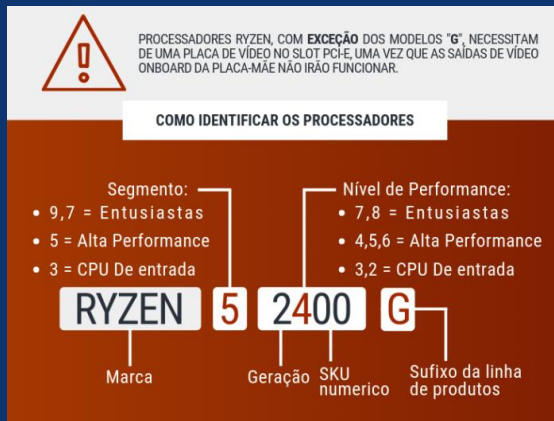 PROCESSADORES RYZEN, COM EXCEÇÃO DOS MODELOS "G", NECESSITAM
DE UMA PLACA DE VÍDEO NO SLOT PCI-E, UMA VEZ QUE AS SAÍDAS DE VÍDEO
ONBOARD DA PLACA-MÃE NÃO IRÃO FUNCIONAR.
COMO IDENTIFICAR OS PROCESSADORES
Segmento:
• 9,7 = Entusiastas
• 5 = Alta Performance
• 3 = CPU De entrada
Nível de Performance:
• 7,8 = Entusiastas
• 4,5,6 = Alta Performance
• 3,2 = CPU De entrada
RYZEN 5 2400 G
Marca
Geração
SKU
numerico
Sufixo da linha
de produtos